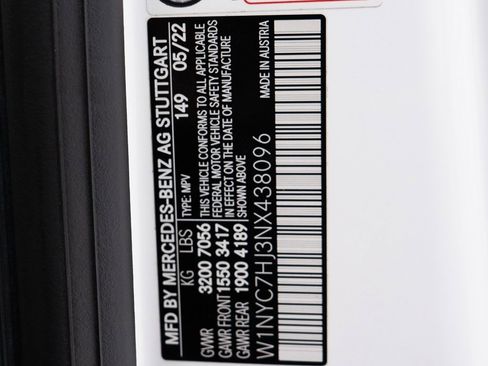 MFD BY MERCEDES-BENZ AG STUTTGART
KG LBS TYPE: MPV 149 05/22
GVWR 3200 7056 THIS VEHICLE CONFORMS TO ALL APPLICABLE
FEDERAL MOTOR VEHICLE SAFETY STANDARDS
GAWR FRONT 1550 3417 IN EFFECT ON THE DATE OF MANUFACTURE
GAWR REAR 1900 4189 SHOWN ABOVE
W1NYC7HJ3NX438096 MADE IN AUSTRIA